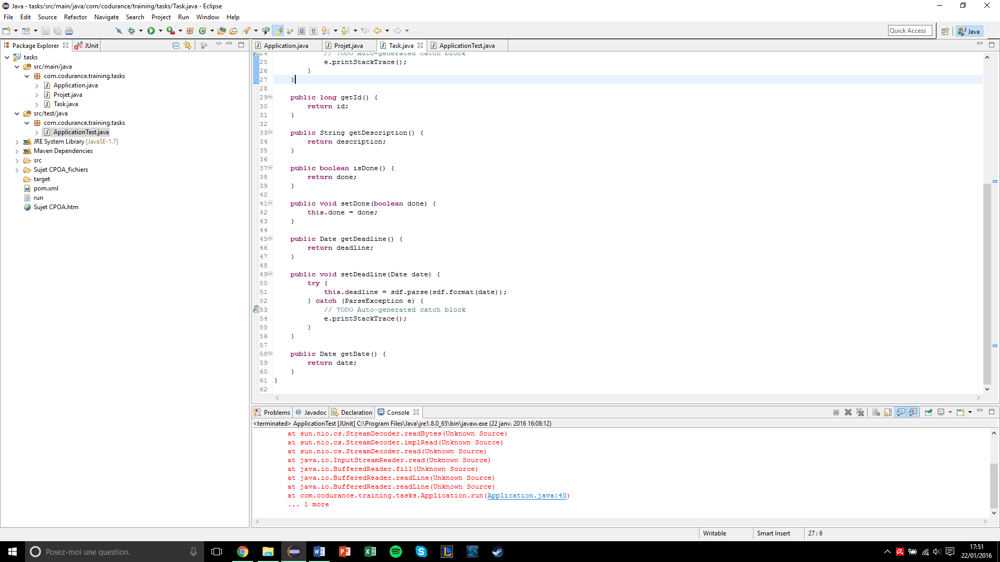 Java - tasks/src/main/java/com/codurance/training/tasks/Task.java - Eclipse
File Edit Source Refactor Navigate Search Project Run Window Help
Quick Access
Java
Package Explorer
JUnit
tasks
src/main/java
com.codurance.training.tasks
Application.java
Projet.java
Task.java
src/test/java
com.codurance.training.tasks
ApplicationTest.java
JRE System Library [JavaSE-1.7]
Maven Dependencies
src
Sujet CPOA_fichiers
target
pom.xml
run
Sujet CPOA.htm
Application.java Projet.java Task.java ApplicationTest.java
24 // TODO Auto-generated catch block
25 e.printStackTrace();
26 }
27 }
28
29 public long getId() {
30 return id;
31 }
32
33 public String getDescription() {
34 return description;
35 }
36
37 public boolean isDone() {
38 return done;
39 }
40
41 public void setDone(boolean done) {
42 this.done = done;
43 }
44
45 public Date getDeadline() {
46 return deadline;
47 }
48
49 public void setDeadline(Date date) {
50 try {
51 this.deadline = sdf.parse(sdf.format(date));
52 } catch (ParseException e) {
53 // TODO Auto-generated catch block
54 e.printStackTrace();
55 }
56 }
57
58 public Date getDate() {
59 return date;
60 }
61 }
62
Problems @ Javadoc Declaration Console
<terminated> ApplicationTest [JUnit] C:\Program Files\Java\jre1.8.0_65\bin\javaw.exe (22 janv. 2016 16:08:12)
at sun.nio.cs.StreamDecoder.readBytes(Unknown Source)
at sun.nio.cs.StreamDecoder.implRead(Unknown Source)
at sun.nio.cs.StreamDecoder.read(Unknown Source)
at java.io.InputStreamReader.read(Unknown Source)
at java.io.BufferedReader.fill(Unknown Source)
at java.io.BufferedReader.readLine(Unknown Source)
at java.io.BufferedReader.readLine(Unknown Source)
at com.codurance.training.tasks.Application.run(Application.java:40)
... 1 more
Writable Smart Insert 27 : 6
Posez-moi une question.
17:51
22/01/2016